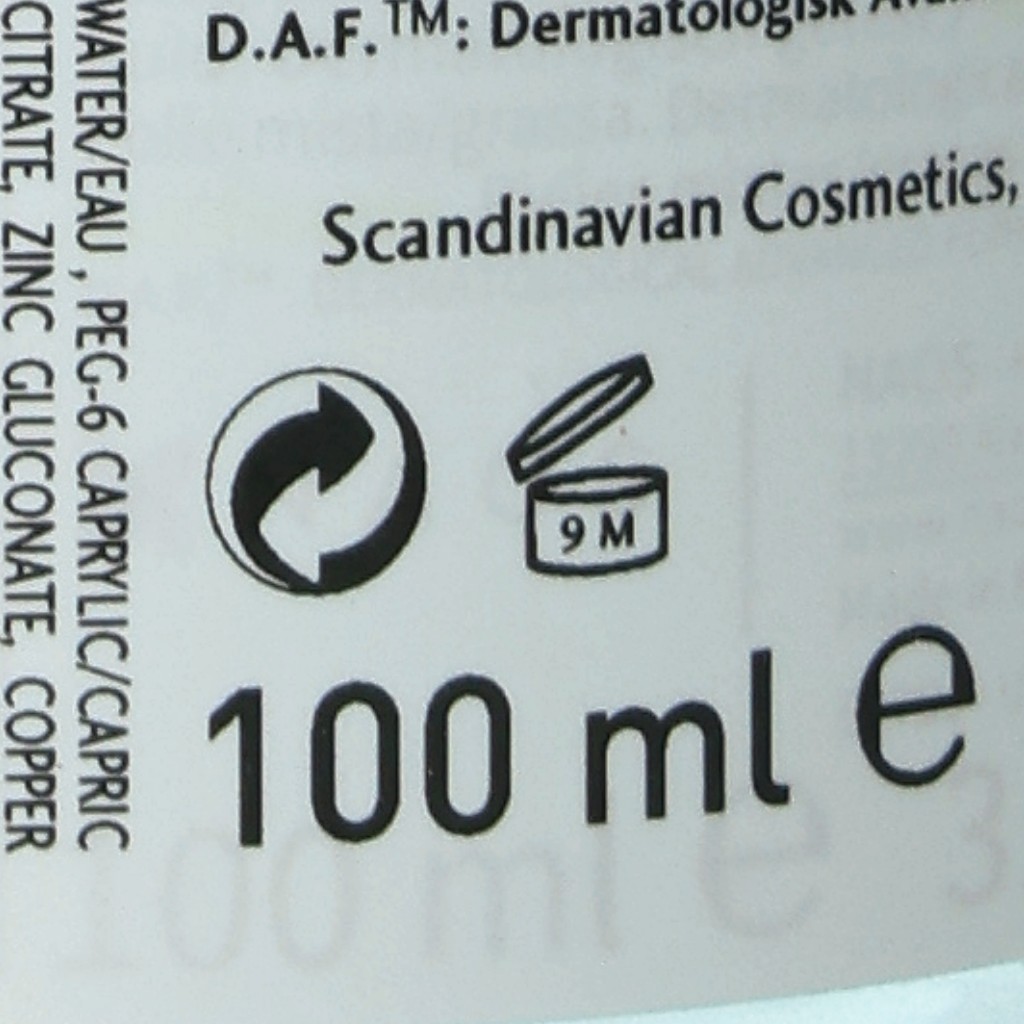 D.A.F.™: Dermatologisk
Scandinavian Cosmetics,
9 M
100 ml e
WATER/EAU, PEG-6 CAPRYLIC/CAPRIC
CITRATE, ZINC GLUCONATE, COPPER